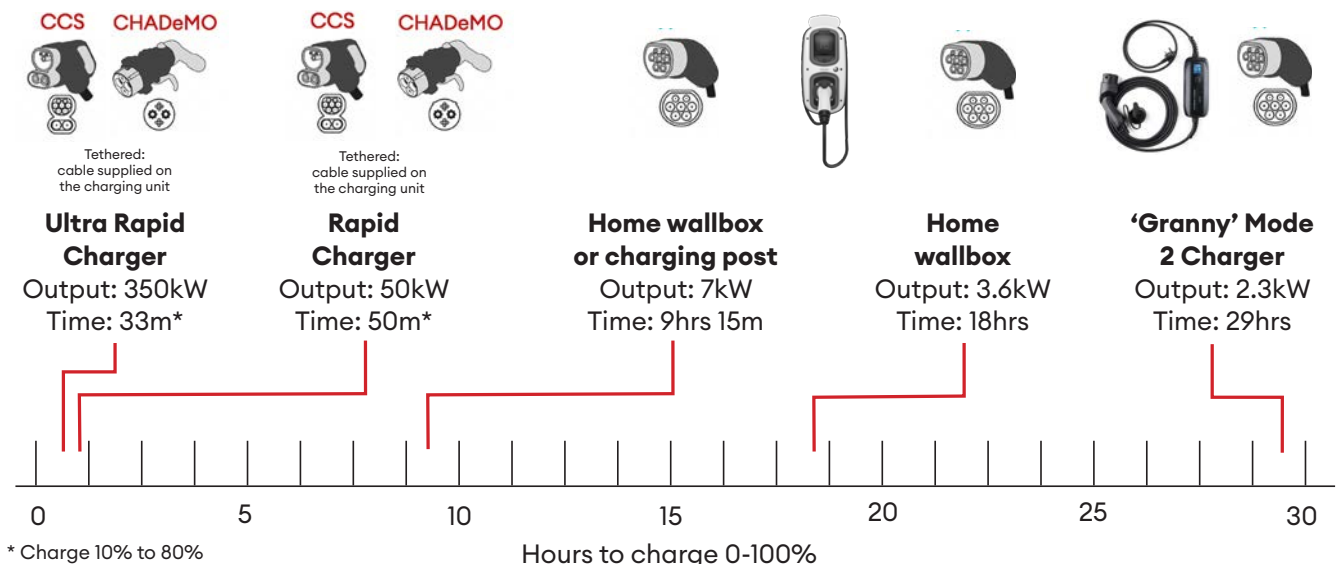 CCS
CHADeMO
CCS
CHADeMO
Tethered:
cable supplied on
the charging unit
Tethered:
cable supplied on
the charging unit
Ultra Rapid
Charger
Output: 350kW
Time: 33m*
Rapid
Charger
Output: 50kW
Time: 50m*
Home wallbox
or charging post
Output: 7kW
Time: 9hrs 15m
Home
wallbox
Output: 3.6kW
Time: 18hrs
‘Granny’ Mode
2 Charger
Output: 2.3kW
Time: 29hrs
0
5
10
15
20
25
30
* Charge 10% to 80%
Hours to charge 0-100%